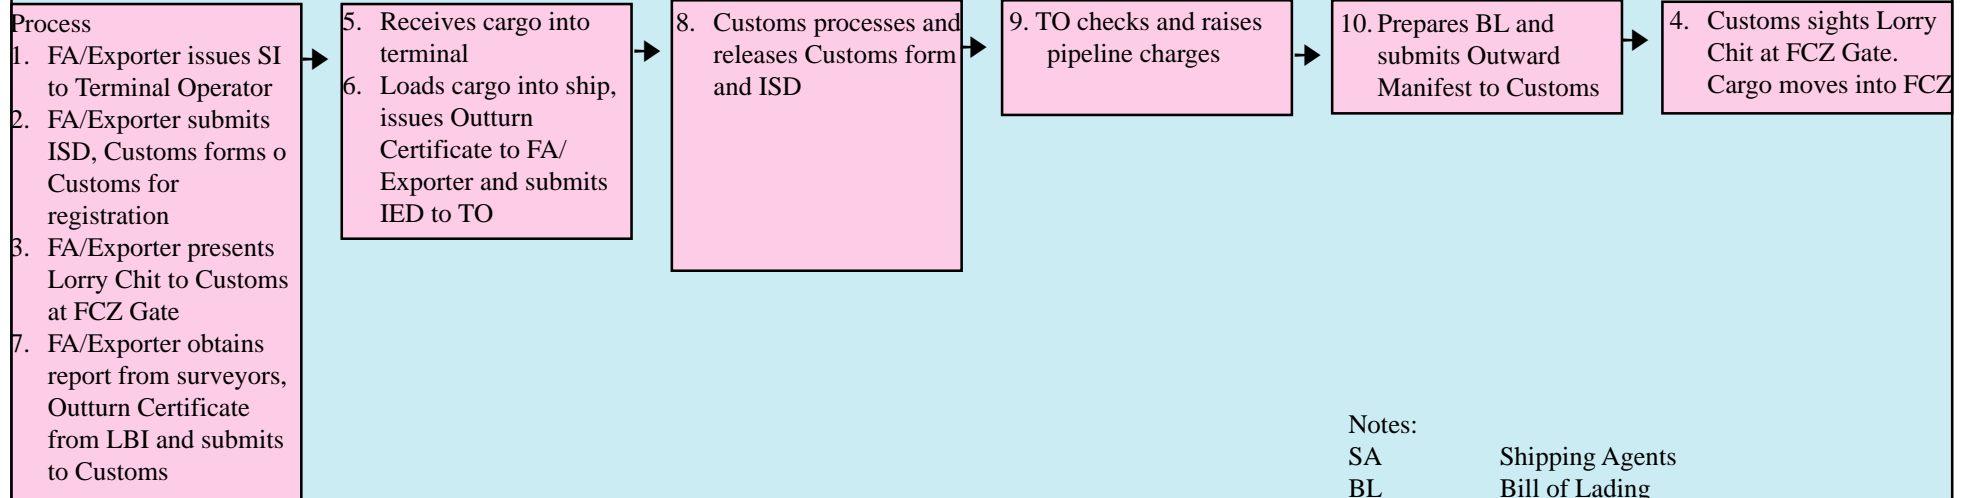 Process
1. FA/Exporter issues SI
to Terminal Operator
2. FA/Exporter submits
ISD, Customs forms o
Customs for
registration
3. FA/Exporter presents
Lorry Chit to Customs
at FCZ Gate
7. FA/Exporter obtains
report from surveyors,
Outturn Certificate
from LBI and submits
to Customs
5. Receives cargo into
terminal
6. Loads cargo into ship,
issues Outturn
Certificate to FA/
Exporter and submits
IED to TO
8. Customs processes and
releases Customs form
and ISD
9. TO checks and raises
pipeline charges
10. Prepares BL and
submits Outward
Manifest to Customs
4. Customs sights Lorry
Chit at FCZ Gate.
Cargo moves into FCZ
Notes:
SA Shipping Agents
BL Bill of Lading